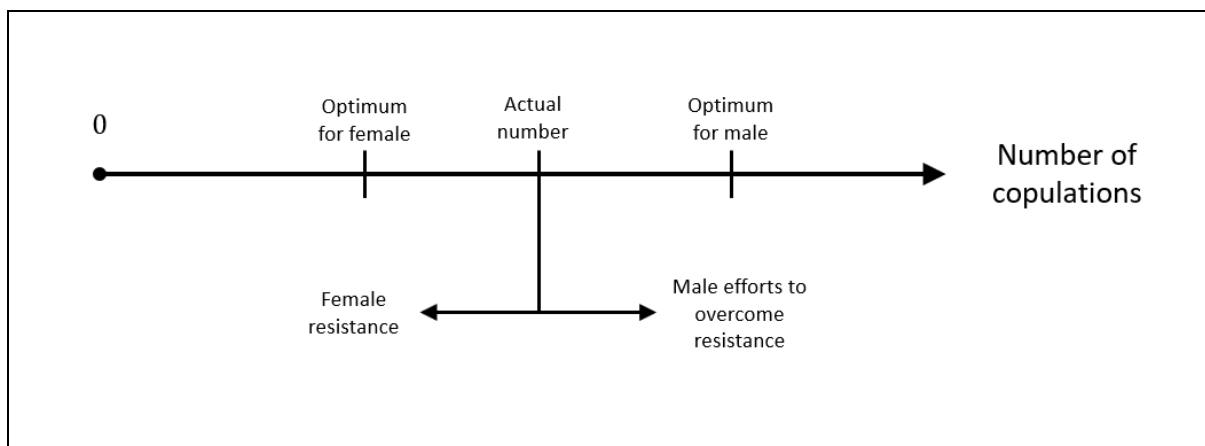 0
Optimum
for female
Actual
number
Optimum
for male
Number of
copulations
Female
resistance
Male efforts to
overcome
resistance